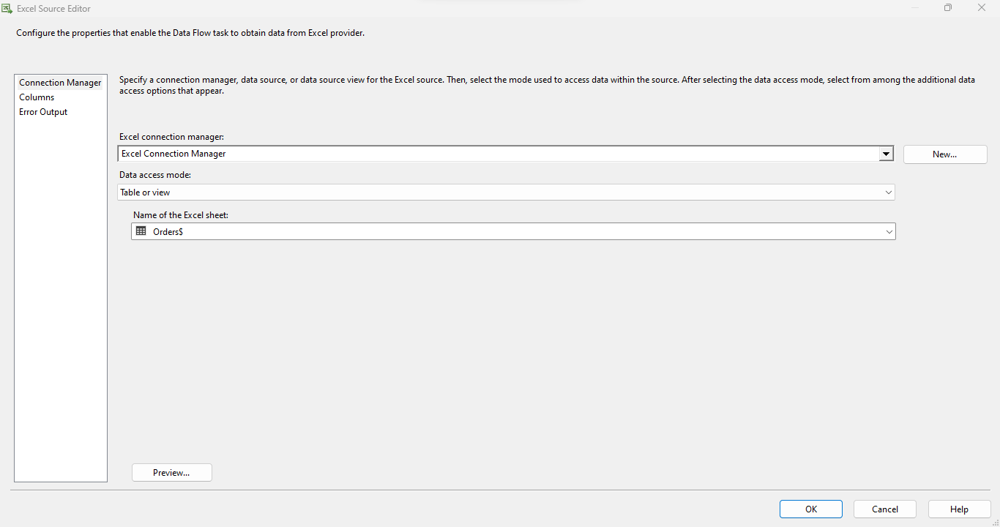 Excel Source Editor
Configure the properties that enable the Data Flow task to obtain data from Excel provider.
Connection Manager
Columns
Error Output
Specify a connection manager, data source, or data source view for the Excel source. Then, select the mode used to access data within the source. After selecting the data access mode, select from among the additional data
access options that appear.
Excel connection manager:
Excel Connection Manager
New...
Data access mode:
Table or view
Name of the Excel sheet:
Orders$
Preview...
OK
Cancel
Help